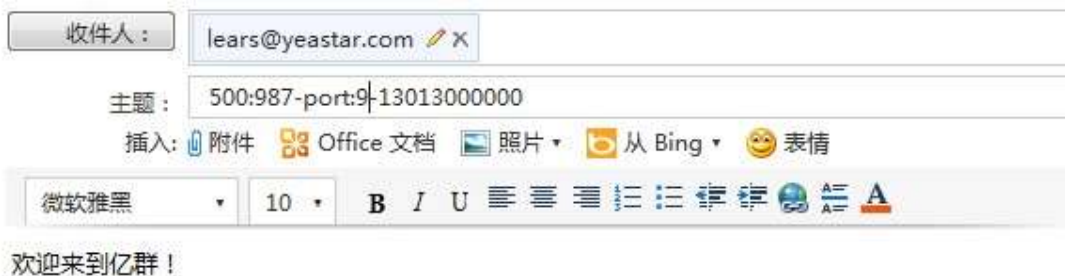 收件人： lears@yeastar.com
主题： 500:987-port:9-13013000000
插入: 附件 Office 文档 照片 从 Bing 表情
微软雅黑 10 B I U A
欢迎来到亿群！